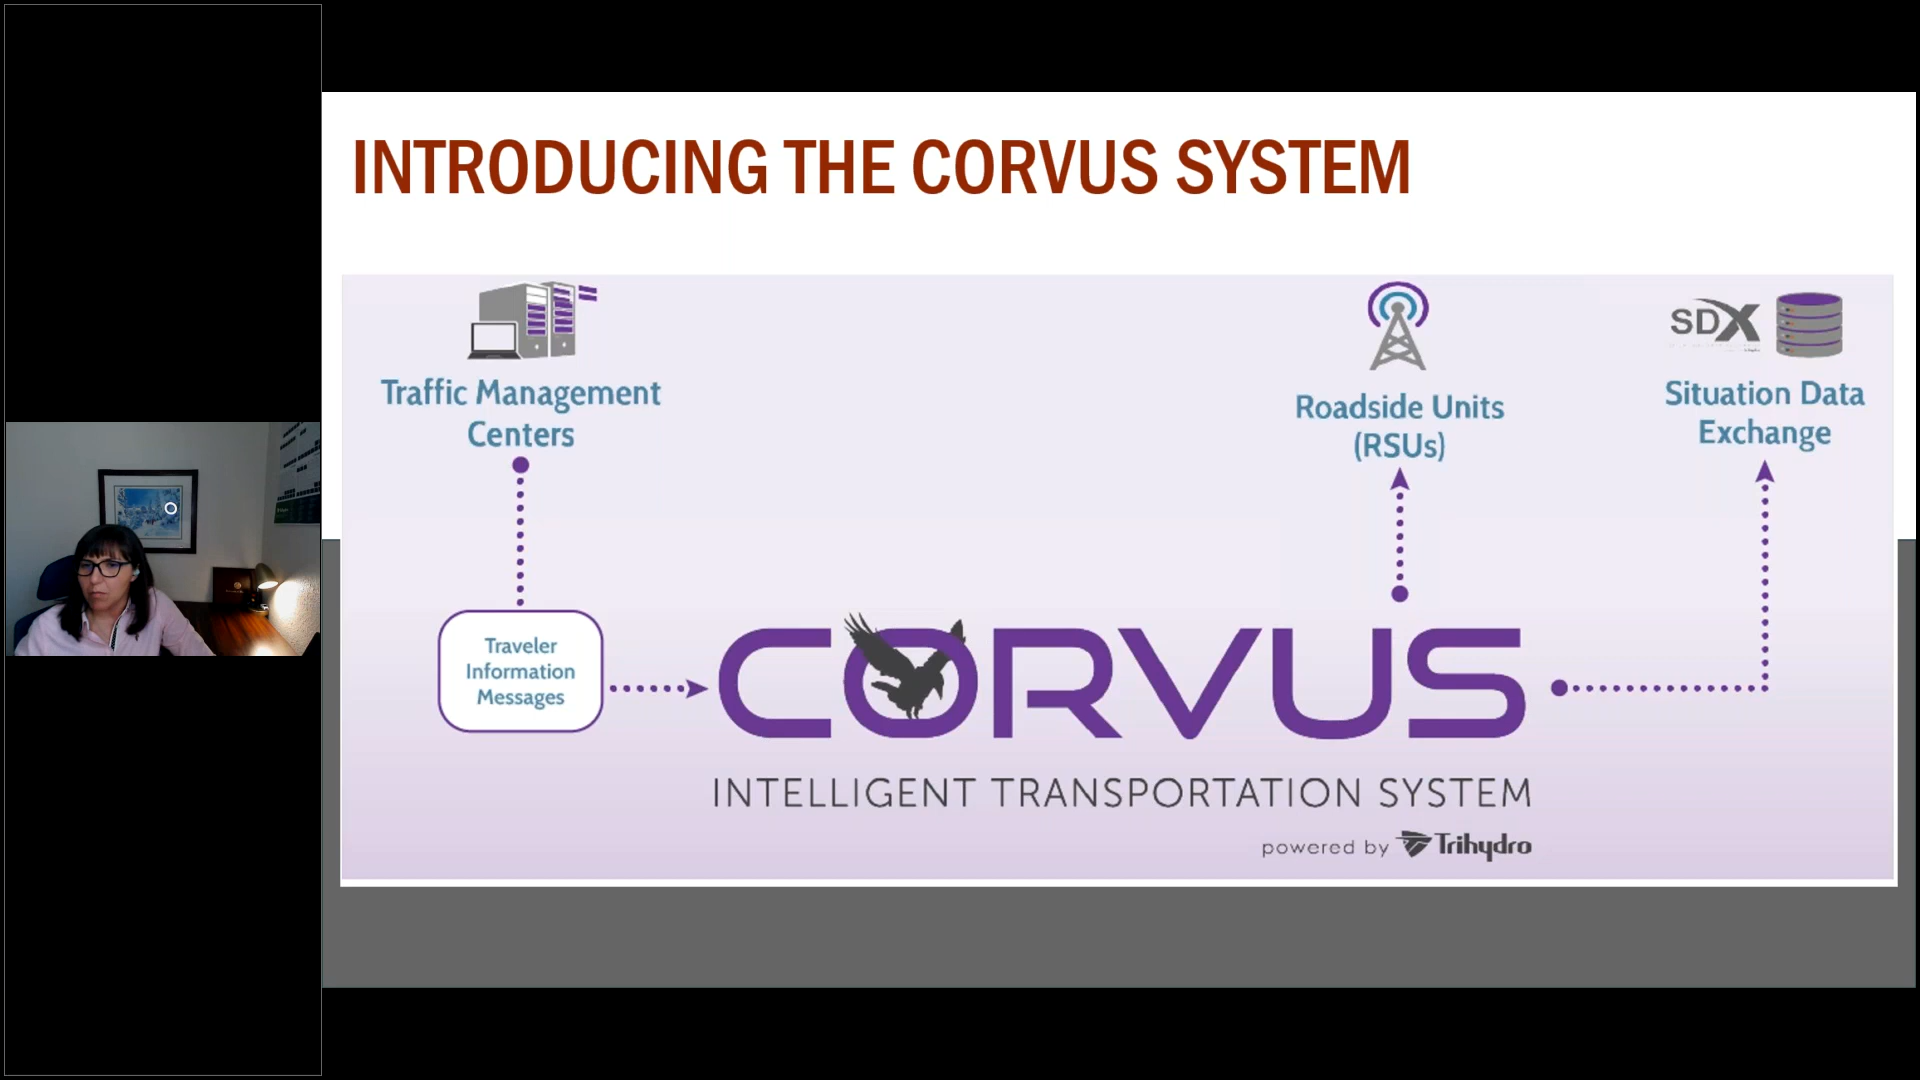 INTRODUCING THE CORVUS SYSTEM
Traffic Management
Centers
Roadside Units
(RSUs)
SDX
Situation Data
Exchange
Traveler
Information
Messages
CORVUS
INTELLIGENT TRANSPORTATION SYSTEM
powered by Trihydro